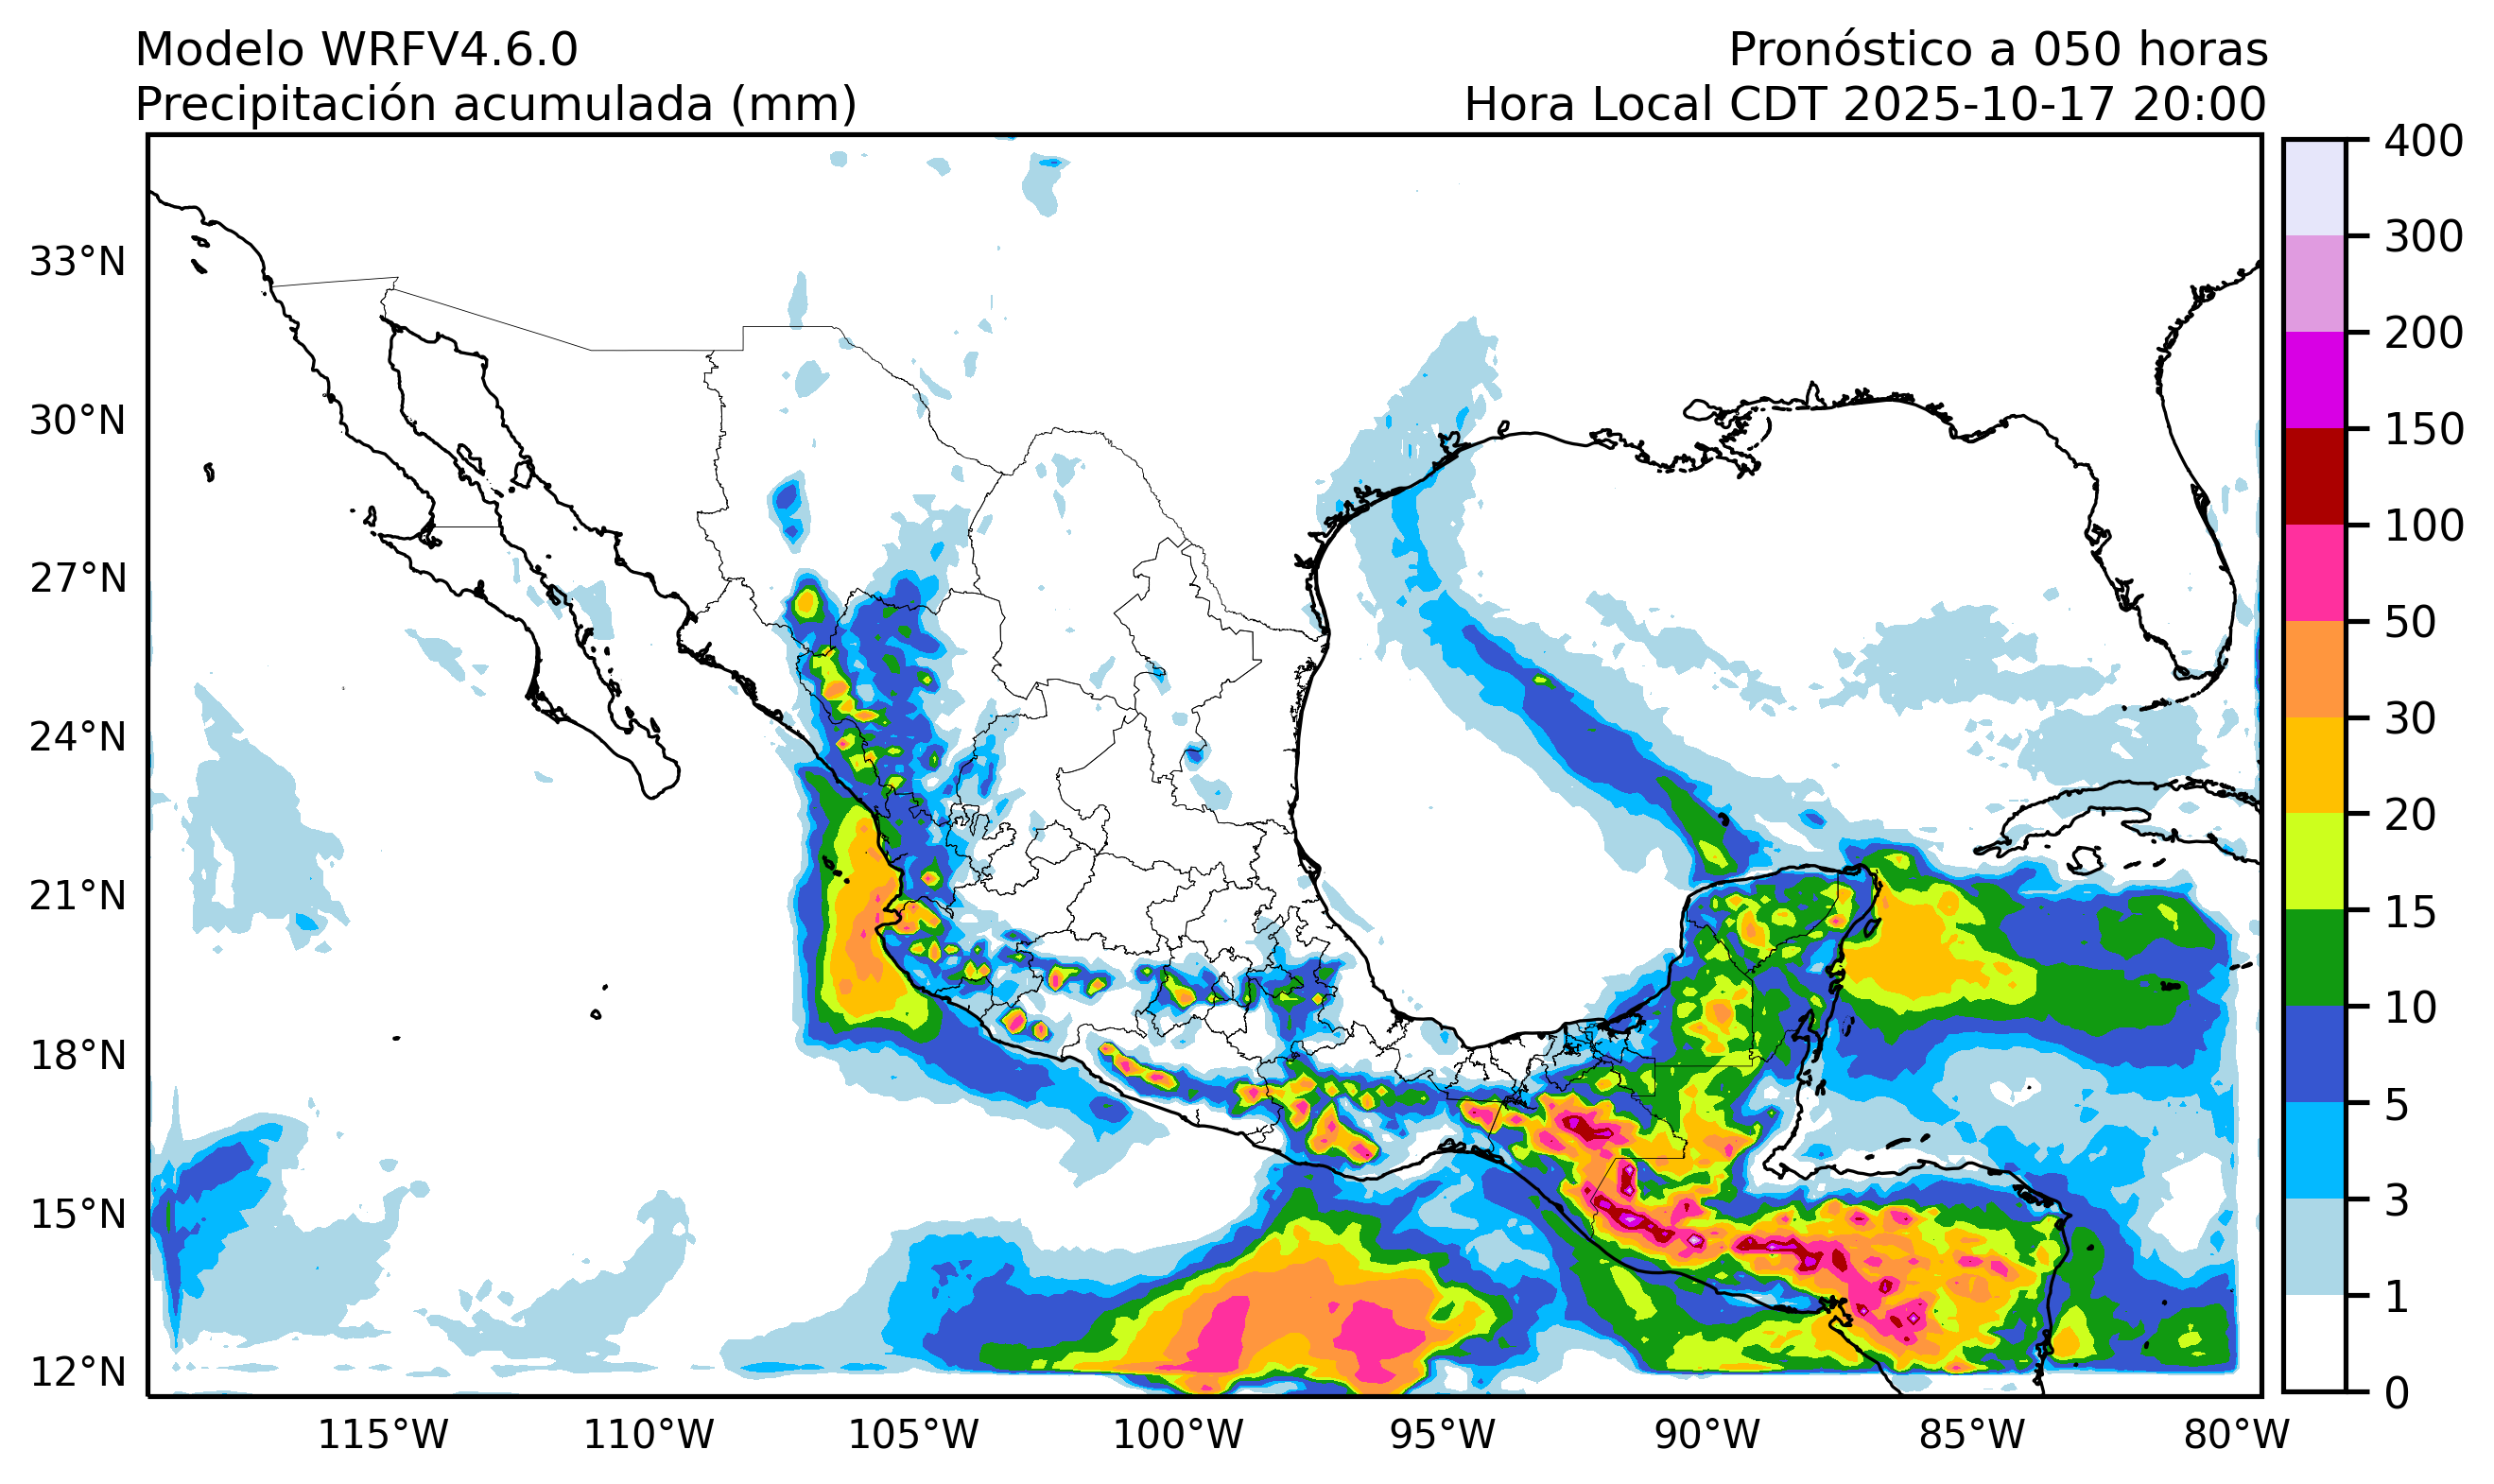 Modelo WRFV4.6.0
Precipitación acumulada (mm)
Pronóstico a 050 horas
Hora Local CDT 2025-10-17 20:00
33°N
30°N
27°N
24°N
21°N
18°N
15°N
12°N
115°W
110°W
105°W
100°W
95°W
90°W
85°W
80°W
400
300
200
150
100
50
30
20
15
10
5
3
1
0